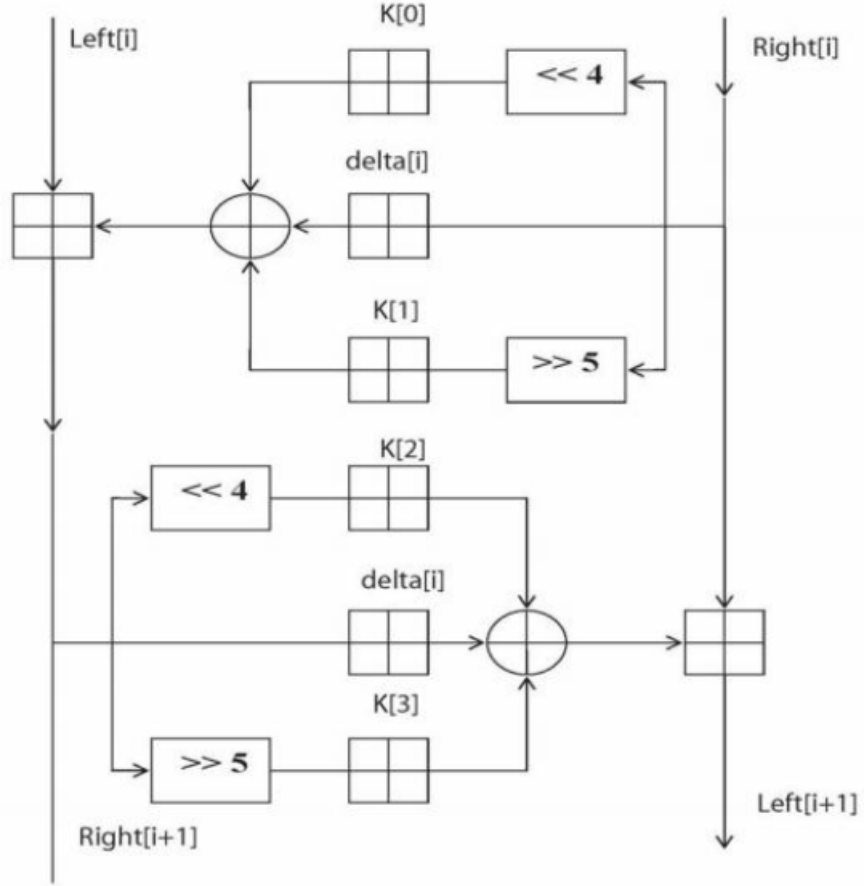 K[0]
Left[i]
Right[i]
<< 4
delta[i]
K[1]
>> 5
K[2]
<< 4
delta[i]
K[3]
>> 5
Left[i+1]
Right[i+1]